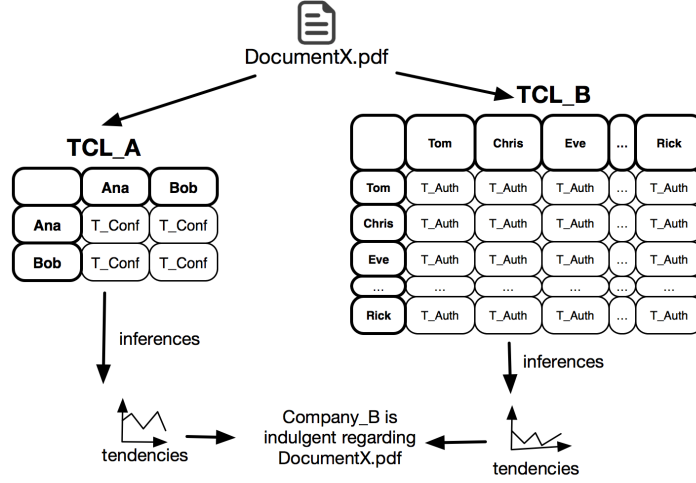 DocumentX.pdf
TCL_A
Ana Bob
Ana T_Conf T_Conf
Bob T_Conf T_Conf
inferences
tendencies
TCL_B
Tom Chris Eve ... Rick
Tom T_Auth T_Auth T_Auth ... T_Auth
Chris T_Auth T_Auth T_Auth ... T_Auth
Eve T_Auth T_Auth T_Auth ... T_Auth
... ... ... ... ... ...
Rick T_Auth T_Auth T_Auth ... T_Auth
inferences
tendencies
Company_B is
indulgent regarding
DocumentX.pdf